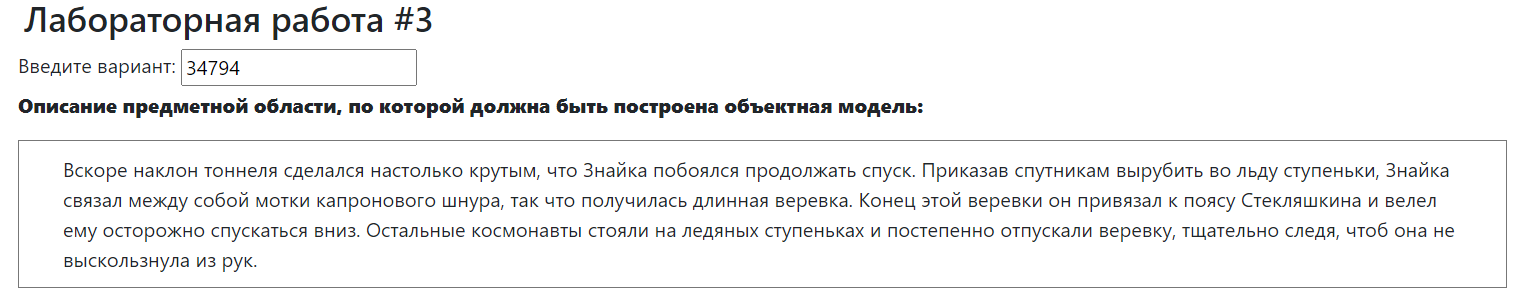 Лабораторная работа #3
Введите вариант: 34794
Описание предметной области, по которой должна быть построена объектная модель:
Вскоре наклон тоннеля сделался настолько крутым, что Знайка побоялся продолжать спуск. Приказав спутникам вырубить во льду ступеньки, Знайка
связал между собой мотки капронового шнура, так что получилась длинная веревка. Конец этой веревки он привязал к поясу Стекляшкина и велел
ему осторожно спускаться вниз. Остальные космонавты стояли на ледяных ступеньках и постепенно отпускали веревку, тщательно следя, чтоб она не
выскользнула из рук.